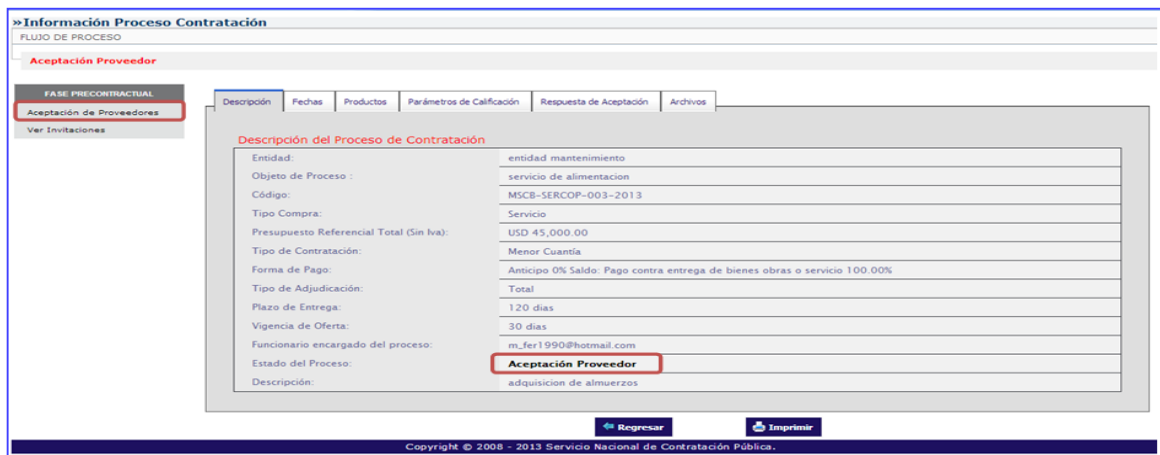 »Información Proceso Contratación
FLUJO DE PROCESO
Aceptación Proveedor
FASE PRECONTRACTUAL
Aceptación de Proveedores
Ver Invitaciones
Descripción Fechas Productos Parámetros de Calificación Respuesta de Aceptación Archivos
Descripción del Proceso de Contratación
Entidad: entidad mantenimiento
Objeto de Proceso : servicio de alimentacion
Código: MSCB-SERCOP-003-2013
Tipo Compra: Servicio
Presupuesto Referencial Total (Sin Iva): USD 45,000.00
Tipo de Contratación: Menor Cuantía
Forma de Pago: Anticipo 0% Saldo: Pago contra entrega de bienes obras o servicio 100.00%
Tipo de Adjudicación: Total
Plazo de Entrega: 120 dias
Vigencia de Oferta: 30 dias
Funcionario encargado del proceso: m_fer1990@hotmail.com
Estado del Proceso: Aceptación Proveedor
Descripción: adquisicion de almuerzos
Regresar Imprimir
Copyright © 2008 - 2013 Servicio Nacional de Contratación Pública.